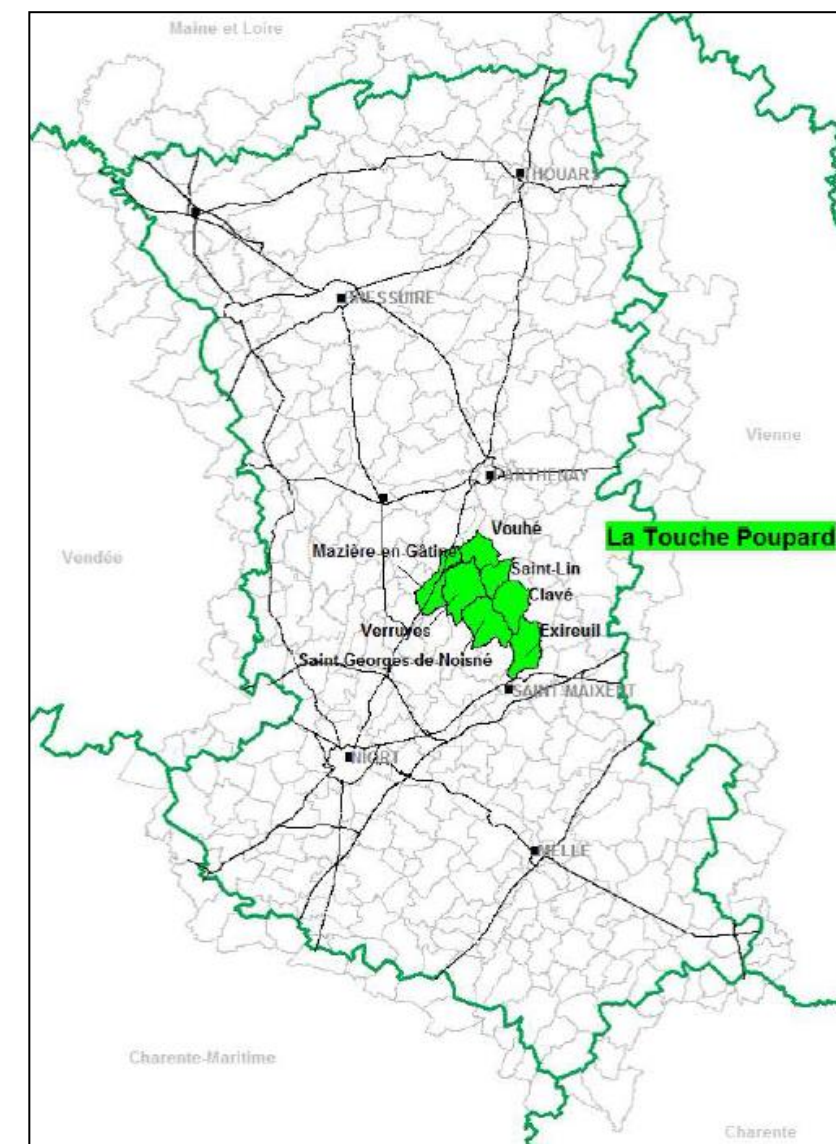 Maine et Loire
THOUARS
BRESSUIRE
Vienne
PARTHENAY
Vouhé
La Touche Poupard
Mazière en Gâtine
Vendée
Saint-Lin
Clavé
Verruyes
Exireuil
Saint Georges de Noisné
SAINT-MAIXENT
NIORT
MELLE
Charente-Maritime
Charente